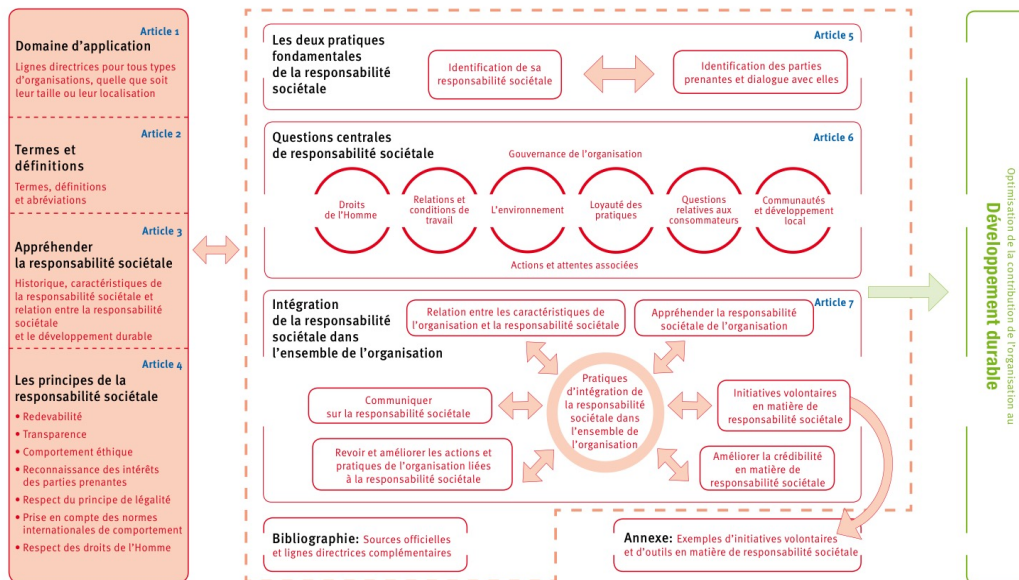 Article 1
Domaine d'application
Lignes directrices pour tous types
d'organisations, quelle que soit
leur taille ou leur localisation
Article 2
Termes et
définitions
Termes, définitions
et abréviations
Article 3
Appréhender
la responsabilité sociétale
Historique, caractéristiques de
la responsabilité sociétale et
relation entre la responsabilité
sociétale
et le développement durable
Article 4
Les principes de la
responsabilité sociétale
• Redevabilité
• Transparence
• Comportement éthique
• Reconnaissance des intérêts
des parties prenantes
• Respect du principe de légalité
• Prise en compte des normes
internationales de comportement
• Respect des droits de l'Homme
Article 5
Les deux pratiques
fondamentales
de la responsabilité
sociétale
Identification de sa
responsabilité sociétale
Identification des parties
prenantes et dialogue avec elles
Article 6
Questions centrales
de responsabilité sociétale
Gouvernance de l'organisation
Droits
de l'Homme
Relations et
conditions de
travail
L'environnement
Loyauté des
pratiques
Questions
relatives aux
consommateurs
Communautés
et développement
local
Actions et attentes associées
Article 7
Intégration
de la responsabilité
sociétale dans
l'ensemble de l'organisation
Relation entre les caractéristiques de
l'organisation et la responsabilité sociétale
Appréhender la responsabilité
sociétale de l'organisation
Pratiques
d'intégration de
la responsabilité
sociétale dans
l'ensemble de
l'organisation
Communiquer
sur la responsabilité sociétale
Initiatives volontaires
en matière de
responsabilité sociétale
Revoir et améliorer les actions et
pratiques de l'organisation liées
à la responsabilité sociétale
Améliorer la crédibilité
en matière de
responsabilité sociétale
Bibliographie: Sources officielles
et lignes directrices complémentaires
Annexe: Exemples d'initiatives volontaires
et d'outils en matière de responsabilité sociétale
Optimisation de la contribution de l'organisation au
Développement durable